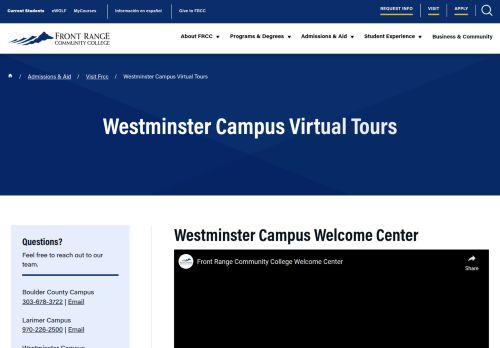 Current Students eWOLF MyCourses Información en español Give to FRCC REQUEST INFO VISIT APPLY
FRONT RANGE
COMMUNITY COLLEGE
About FRCC Programs & Degrees Admissions & Aid Student Experience Business & Community
/ Admissions & Aid / Visit Frcc / Westminster Campus Virtual Tours
Westminster Campus Virtual Tours
Questions?
Feel free to reach out to our
team.
Boulder County Campus
303-678-3722 | Email
Larimer Campus
970-226-2500 | Email
Westminster Campus
Westminster Campus Welcome Center
Front Range Community College Welcome Center
Share